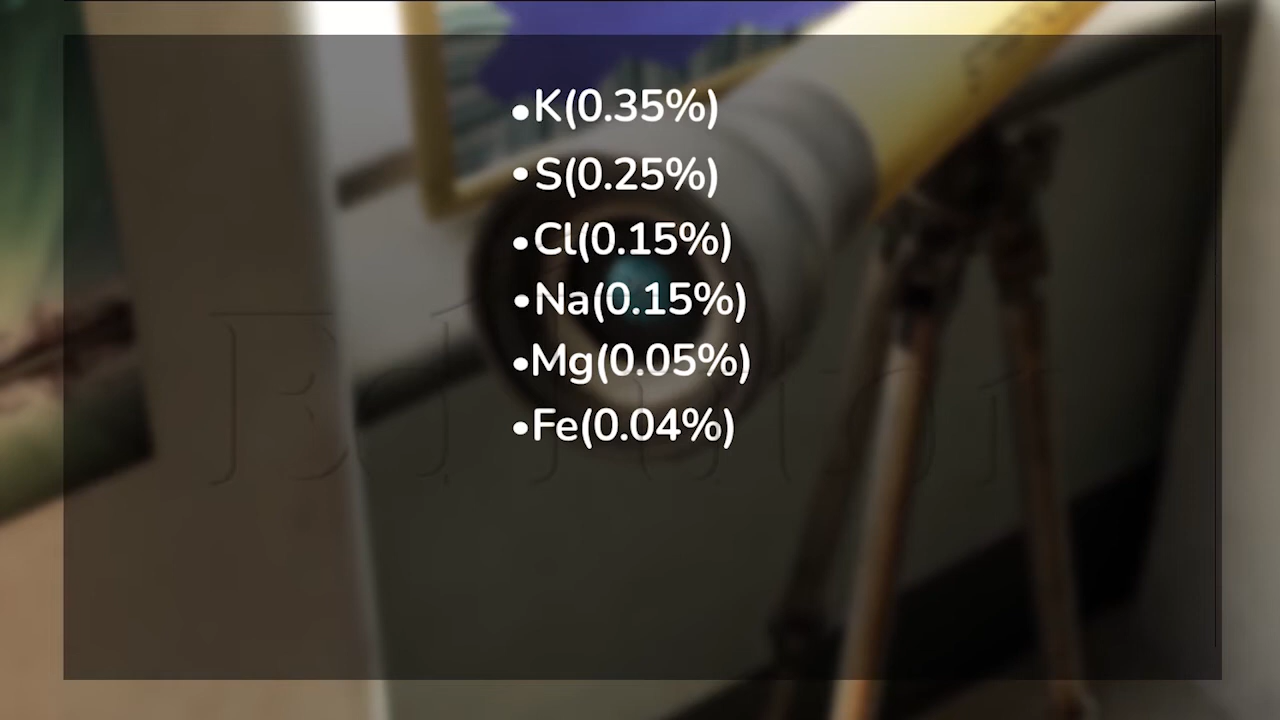 •K(0.35%)
•S(0.25%)
•Cl(0.15%)
•Na(0.15%)
•Mg(0.05%)
•Fe(0.04%)